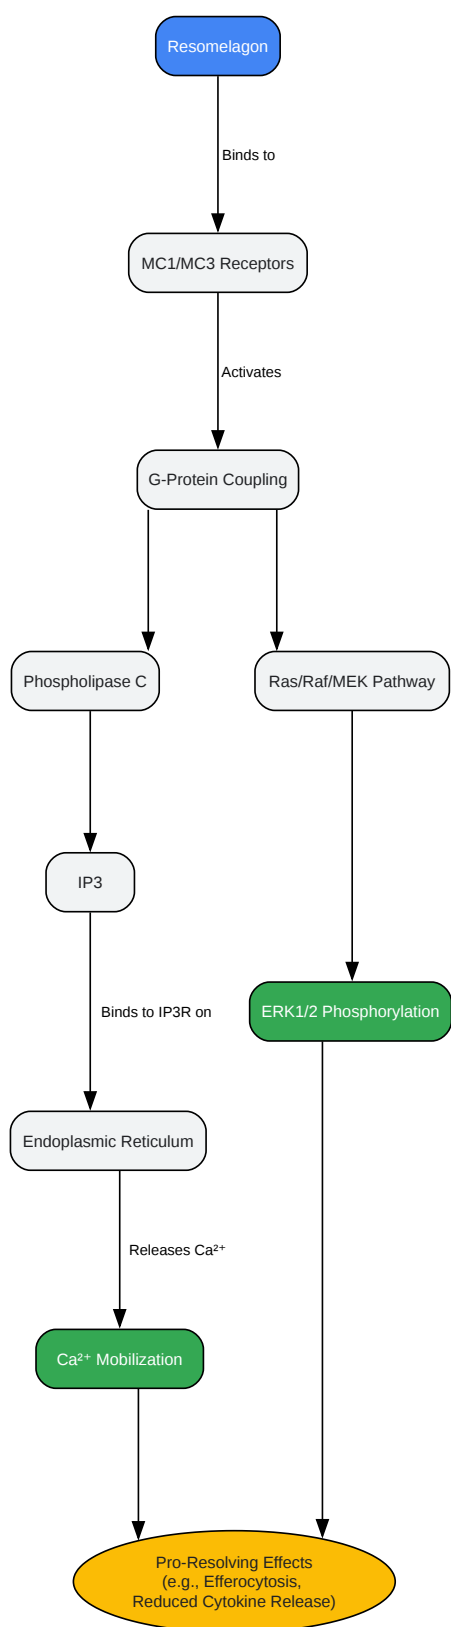 Resomelagon
Binds to
MC1/MC3 Receptors
Activates
G-Protein Coupling
Phospholipase C
Ras/Raf/MEK Pathway
IP3
Binds to IP3R on
ERK1/2 Phosphorylation
Endoplasmic Reticulum
Releases Ca²⁺
Ca²⁺ Mobilization
Pro-Resolving Effects
(e.g., Efferocytosis,
Reduced Cytokine Release)